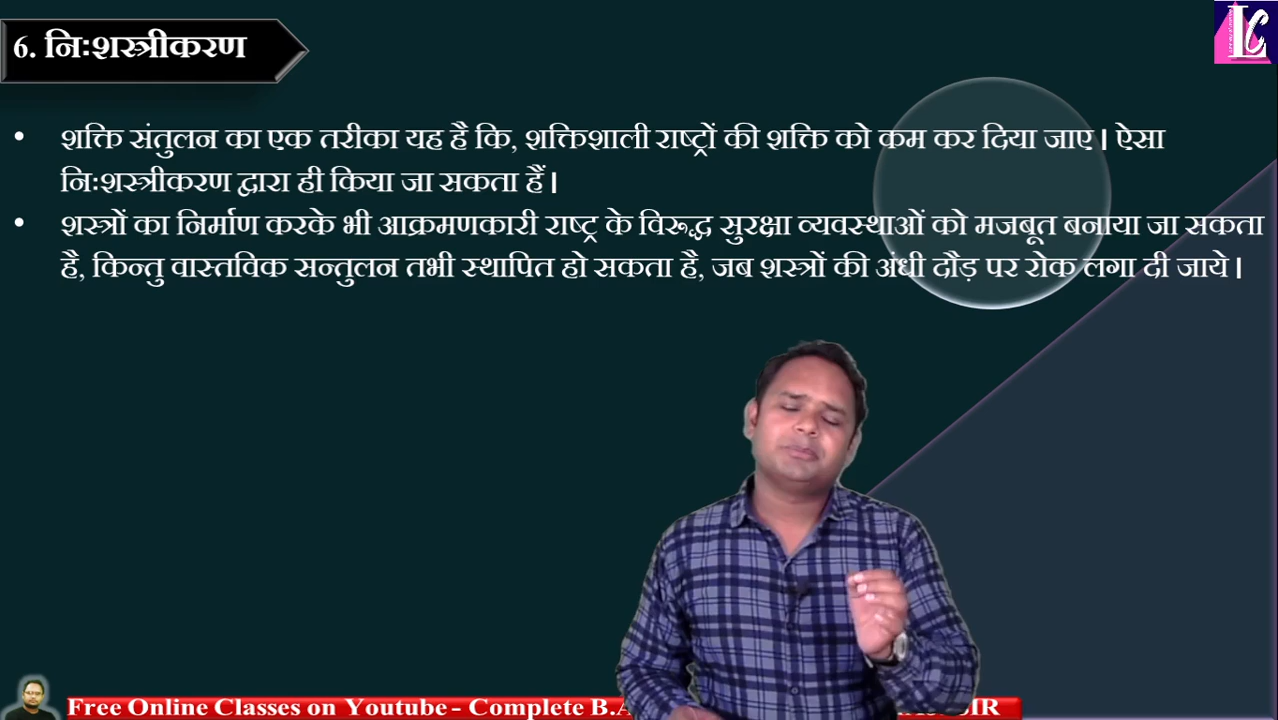 6. निःशस्त्रीकरण
LC
• शक्ति संतुलन का एक तरीका यह है कि, शक्तिशाली राष्ट्रों की शक्ति को कम कर दिया जाए। ऐसा
निःशस्त्रीकरण द्वारा ही किया जा सकता हैं।
• शस्त्रों का निर्माण करके भी आक्रमणकारी राष्ट्र के विरूद्ध सुरक्षा व्यवस्थाओं को मजबूत बनाया जा सकता
है, किन्तु वास्तविक सन्तुलन तभी स्थापित हो सकता है, जब शस्त्रों की अंधी दौड़ पर रोक लगा दी जाये।
Free Online Classes on Youtube - Complete B.A SIR